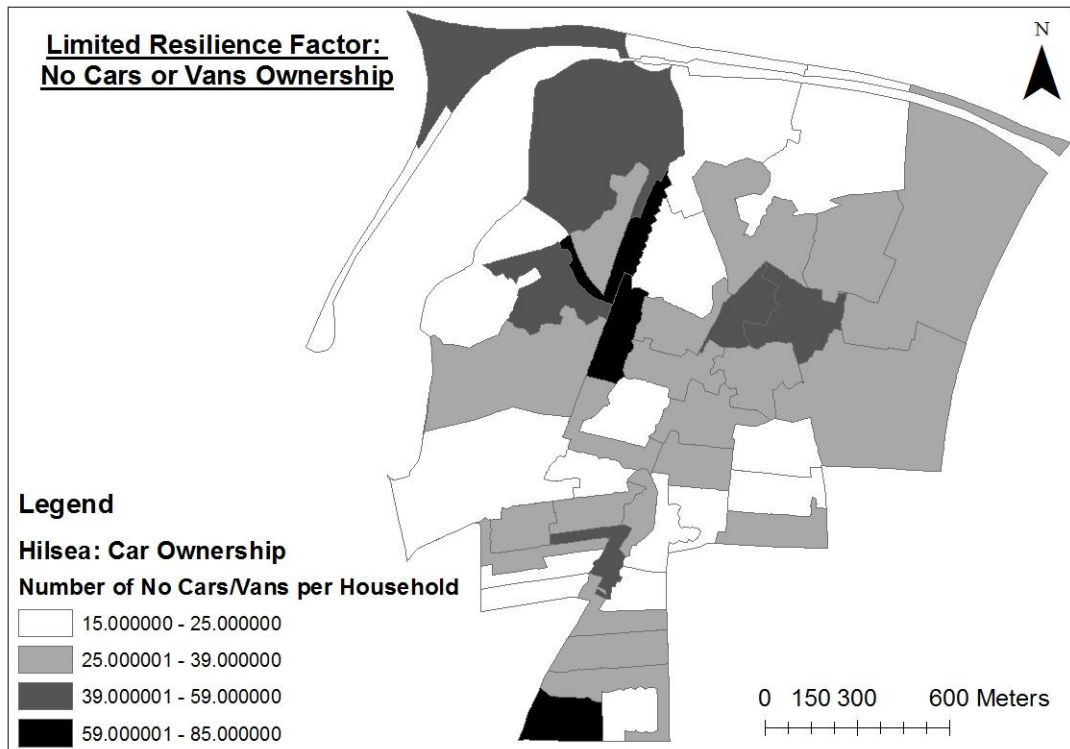 Limited Resilience Factor:
No Cars or Vans Ownership
N
Legend
Hilsea: Car Ownership
Number of No Cars/Vans per Household
15.000000 - 25.000000
25.000001 - 39.000000
39.000001 - 59.000000
59.000001 - 85.000000
0 150 300 600 Meters